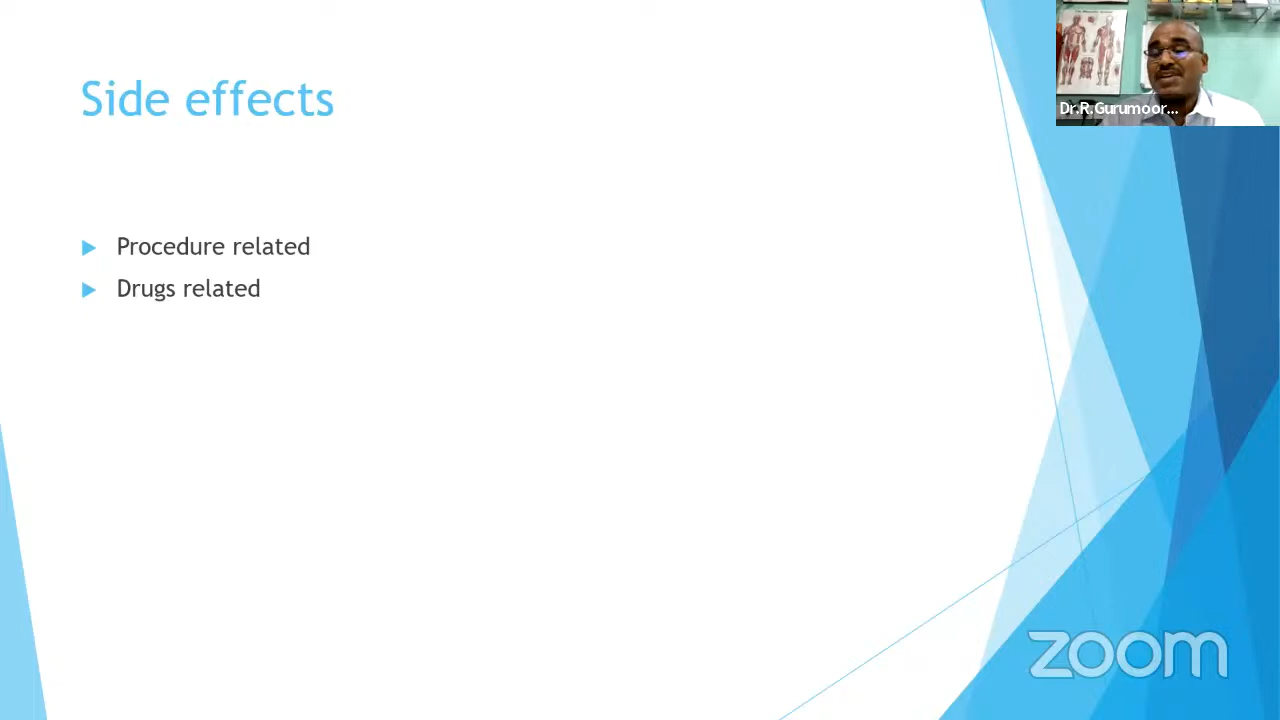 Side effects
Procedure related
Drugs related
Dr.R.Gurumoor...
zoom